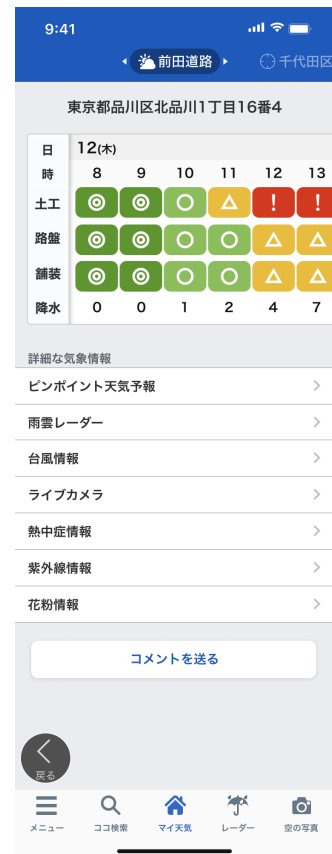 9:41
前田道路
千代田区
東京都品川区北品川1丁目16番4
日 12(木)
時 8 9 10 11 12 13
土工 ◎ ◎ ○ △ ! !
路盤 ◎ ◎ ○ ○ △ △
舗装 ◎ ◎ ○ ○ △ △
降水 0 0 1 2 4 7
詳細な気象情報
ピンポイント天気予報
雨雲レーダー
台風情報
ライブカメラ
熱中症情報
紫外線情報
花粉情報
コメントを送る
戻る
メニュー ココ検索 マイ天気 レーダー 空の写真